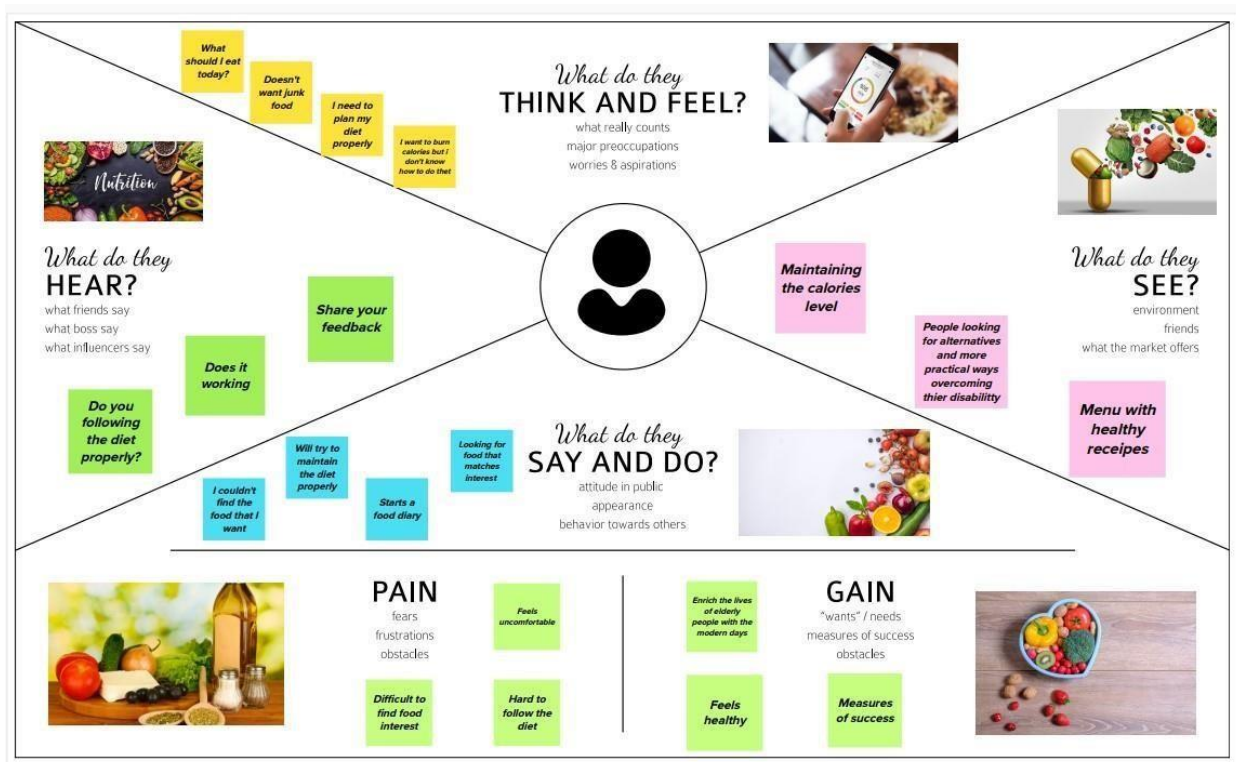 What
should I eat
today?
Doesn't
want junk
food
I need to
plan my
diet
properly
I want to burn
calories but i
don't know
how to do thet
What do they
THINK AND FEEL?
what really counts
major preoccupations
worries & aspirations
Nutrition
What do they
HEAR?
what friends say
what boss say
what influencers say
Share your
feedback
Does it
working
Do you
following
the diet
properly?
What do they
SEE?
environment
friends
what the market offers
Maintaining
the calories
level
People looking
for alternatives
and more
practical ways
overcoming
thier disabilitty
Menu with
healthy
receipes
What do they
SAY AND DO?
attitude in public
appearance
behavior towards others
I couldn't
find the
food that I
want
Will try to
maintain
the diet
properly
Starts a
food diary
Looking for
food that
matches
interest
PAIN
fears
frustrations
obstacles
Feels
uncomfortable
Difficult to
find food
interest
Hard to
follow the
diet
GAIN
"wants" / needs
measures of success
obstacles
Enrich the lives
of elderly
people with the
modern days
Feels
healthy
Measures
of success